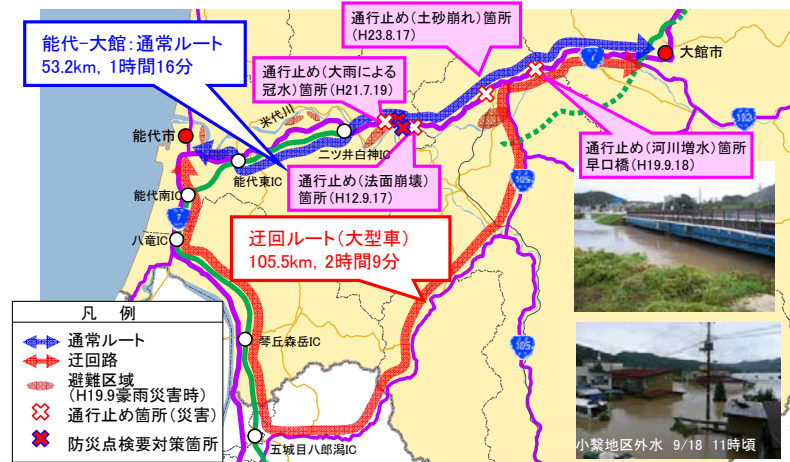 通行止め(土砂崩れ)箇所
(H23.8.17)
能代-大館:通常ルート
53.2km, 1時間16分
通行止め(大雨による
冠水)箇所(H21.7.19)
大館市
7
米代川
能代市
二ツ井白神IC
103
通行止め(河川増水)箇所
早口橋(H19.9.18)
能代東IC
通行止め(法面崩壊)
箇所(H12.9.17)
105
能代南IC
7
八竜IC
迂回ルート(大型車)
105.5km, 2時間9分
凡 例
通常ルート
迂回路
避難区域
(H19.9豪雨災害時)
通行止め箇所(災害)
防災点検要対策箇所
琴丘森岳IC
105
五城目八郎潟IC
小繋地区外水 9/18 11時頃